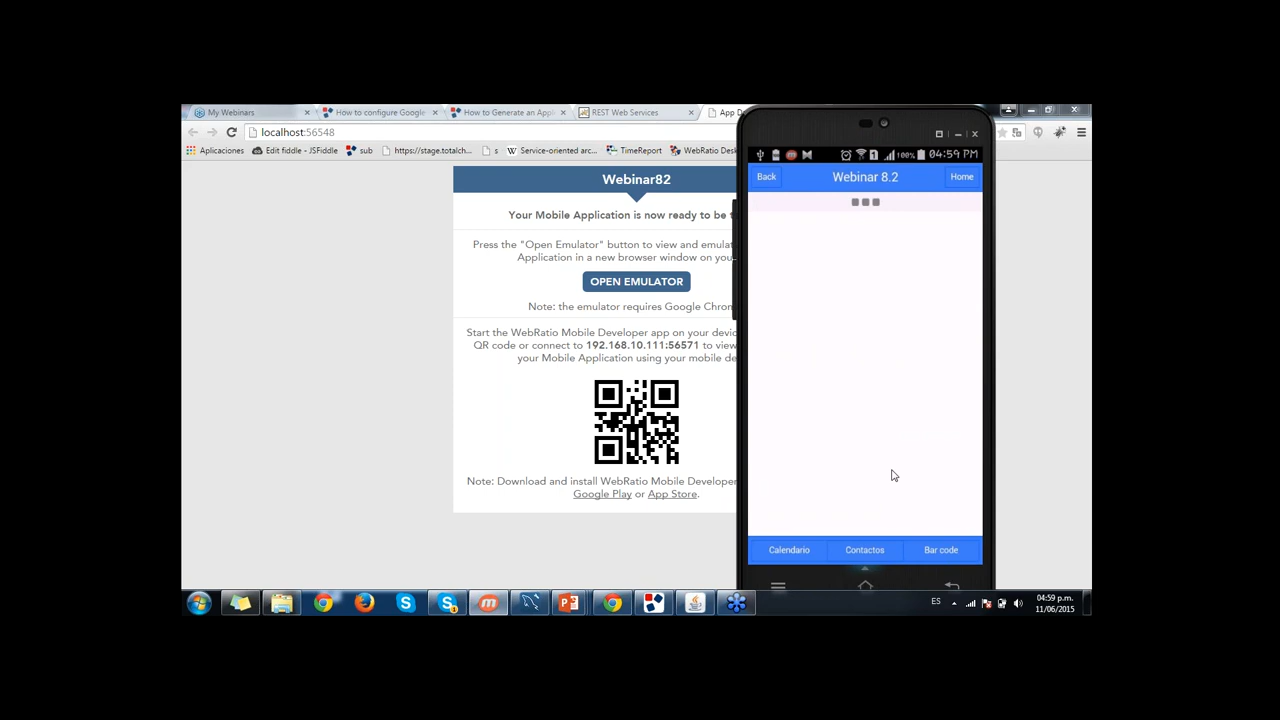 My Webinars
How to configure Google
How to Generate an Appl
REST Web Services
App D
localhost:56548
Aplicaciones
Edit fiddle - JSFiddle
sub
https://stage.totalch...
s
Service-oriented arc...
TimeReport
WebRatio Desk
Webinar82
Your Mobile Application is now ready to be
Press the "Open Emulator" button to view and
Application in a new browser window on
OPEN EMULATOR
Note: the emulator requires Google Chrom
Start the WebRatio Mobile Developer app on your
QR code or connect to 192.168.10.111:56571 to view
your Mobile Application using your mobile
Note: Download and install WebRatio Mobile Developer
Google Play or App Store.
100% 04:59 PM
Back
Webinar 8.2
Home
Calendario
Contactos
Bar code
ES
04:59 p.m.
11/06/2015